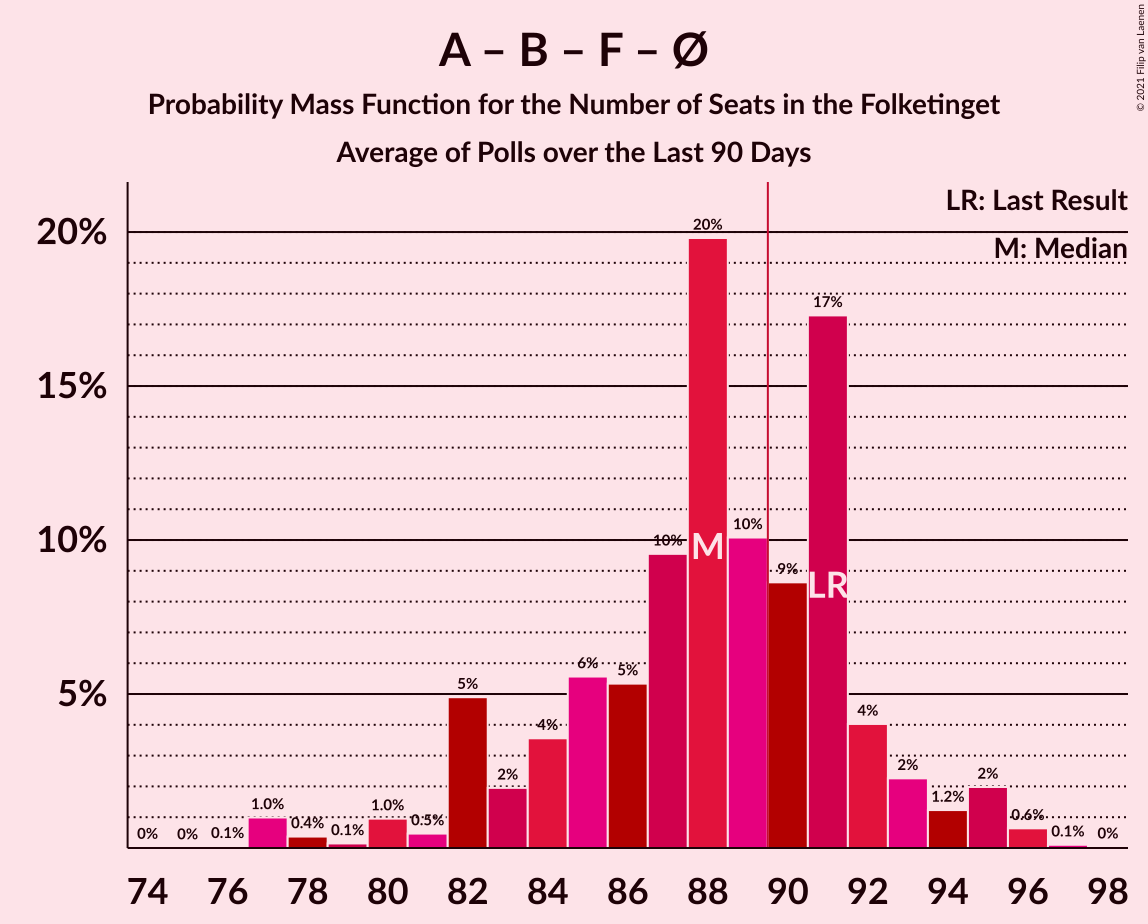 A – B – F – Ø
Probability Mass Function for the Number of Seats in the Folketinget
Average of Polls over the Last 90 Days
© 2021 Filip van Laenen
LR: Last Result
M: Median
20%
15%
10%
5%
0% 0% 0.1% 1.0% 0.4% 0.1% 1.0% 0.5% 5% 2% 4% 6% 5% 10% 20% 10% 9% 17% 4% 2% 1.2% 2% 0.6% 0.1% 0%
M
LR
74 76 78 80 82 84 86 88 90 92 94 96 98